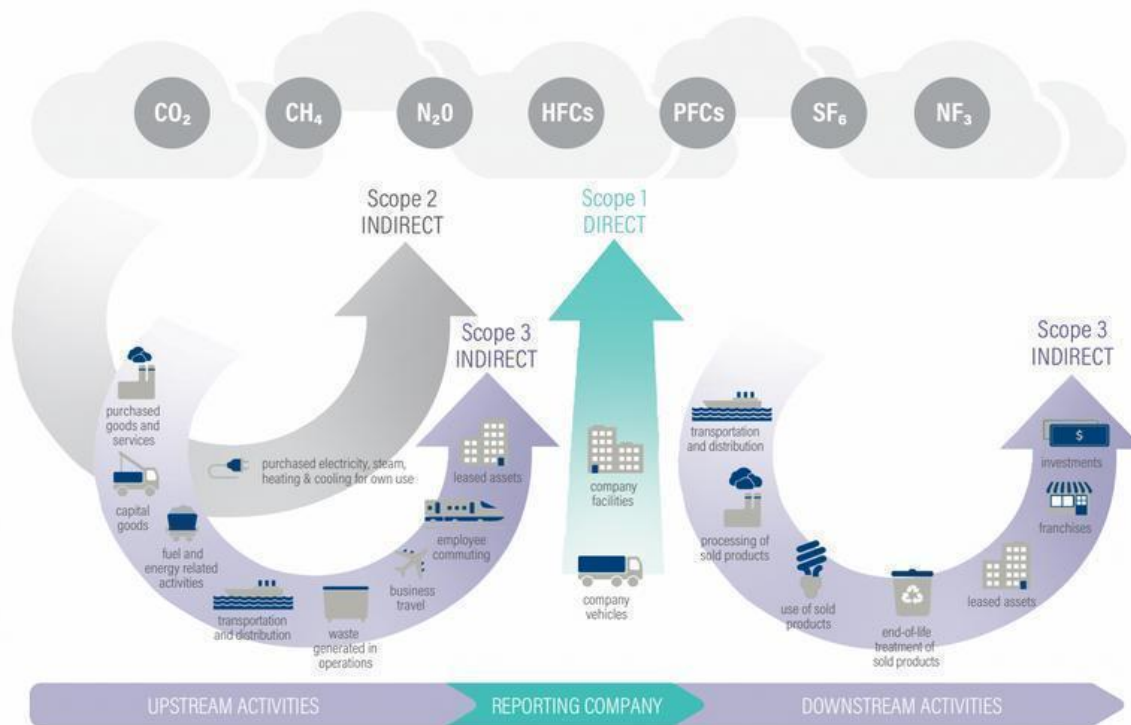 CO₂
CH₄
N₂O
HFCs
PFCs
SF₆
NF₃
Scope 2
INDIRECT
Scope 1
DIRECT
Scope 3
INDIRECT
Scope 3
INDIRECT
purchased
goods and
services
capital
goods
fuel and
energy related
activities
purchased electricity, steam,
heating & cooling for own use
transportation
and distribution
waste
generated in
operations
business
travel
employee
commuting
leased assets
company
facilities
company
vehicles
transportation
and distribution
processing of
sold products
use of sold
products
end-of-life
treatment of
sold products
leased assets
franchises
$
investments
UPSTREAM ACTIVITIES
REPORTING COMPANY
DOWNSTREAM ACTIVITIES